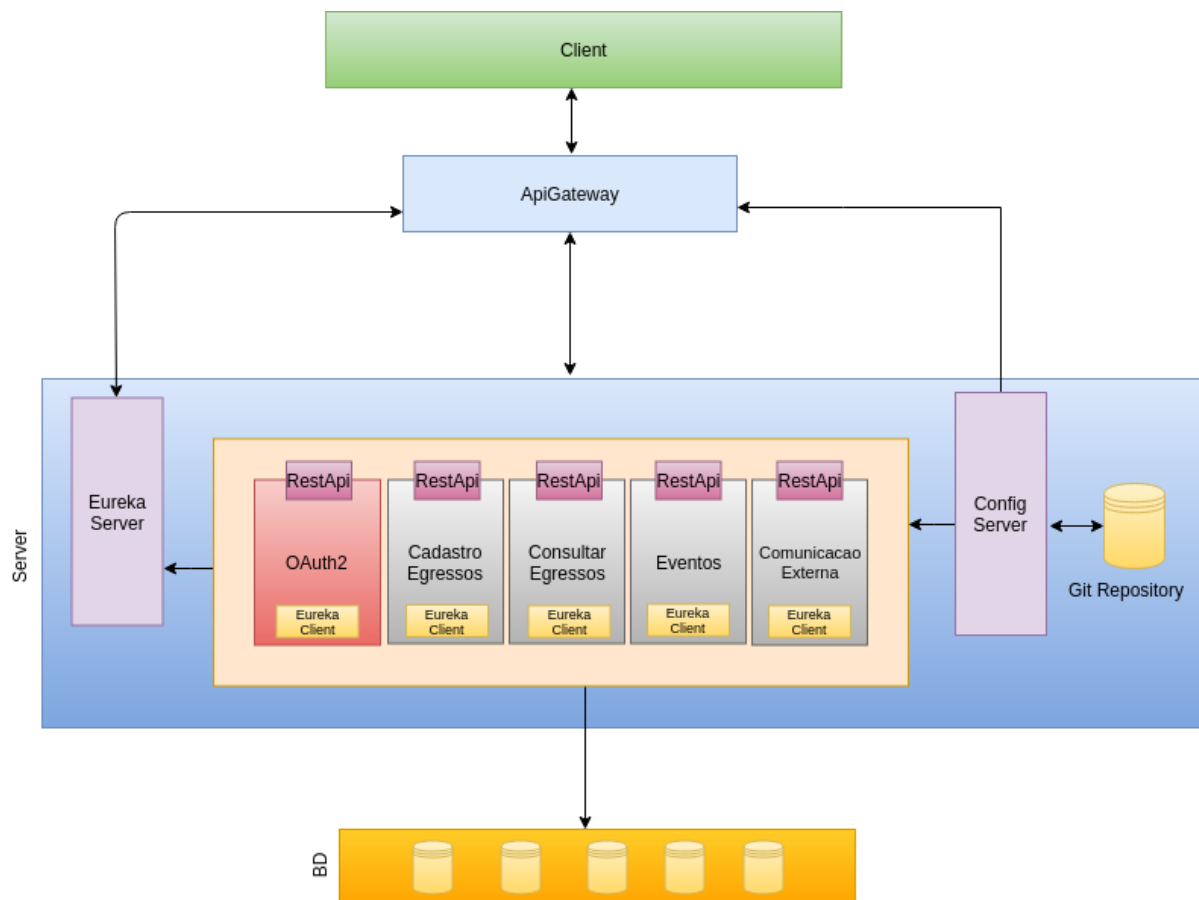 Client
ApiGateway
Server
Eureka
Server
RestApi
RestApi
RestApi
RestApi
RestApi
OAuth2
Cadastro
Egressos
Consultar
Egressos
Eventos
Comunicacao
Externa
Eureka
Client
Eureka
Client
Eureka
Client
Eureka
Client
Eureka
Client
Config
Server
Git Repository
BD